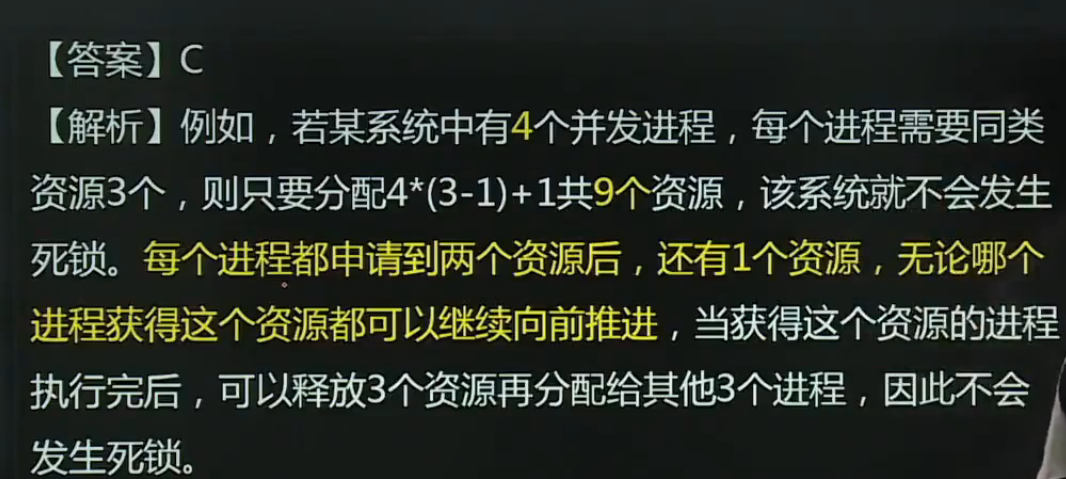 【答案】C
【解析】例如，若某系统中有4个并发进程，每个进程需要同类
资源3个，则只要分配4*(3-1)+1共9个资源，该系统就不会发生
死锁。每个进程都申请到两个资源后，还有1个资源，无论哪个
进程获得这个资源都可以继续向前推进，当获得这个资源的进程
执行完后，可以释放3个资源再分配给其他3个进程，因此不会
发生死锁。